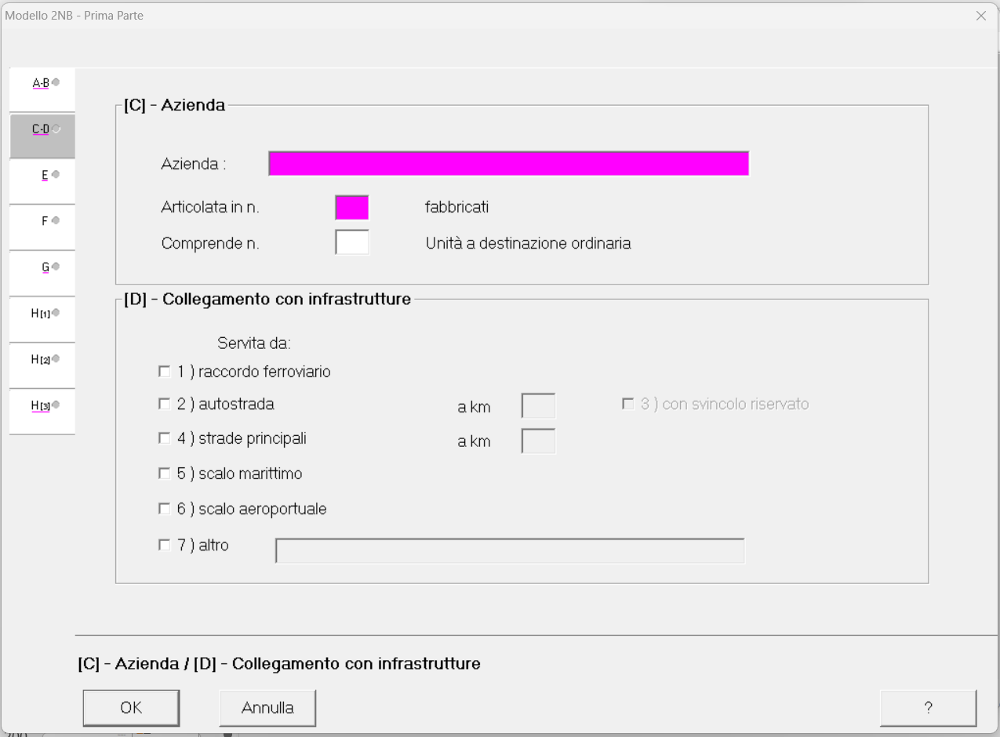 Modello 2NB - Prima Parte
A-B
C-D
E
F
G
H[1]
H[2]
H[3]
[C] - Azienda
Azienda :
Articolata in n. fabbricati
Comprende n. Unità a destinazione ordinaria
[D] - Collegamento con infrastrutture
Servita da:
1 ) raccordo ferroviario
2 ) autostrada a km 3 ) con svincolo riservato
4 ) strade principali a km
5 ) scalo marittimo
6 ) scalo aeroportuale
7 ) altro
[C] - Azienda / [D] - Collegamento con infrastrutture
OK Annulla ?